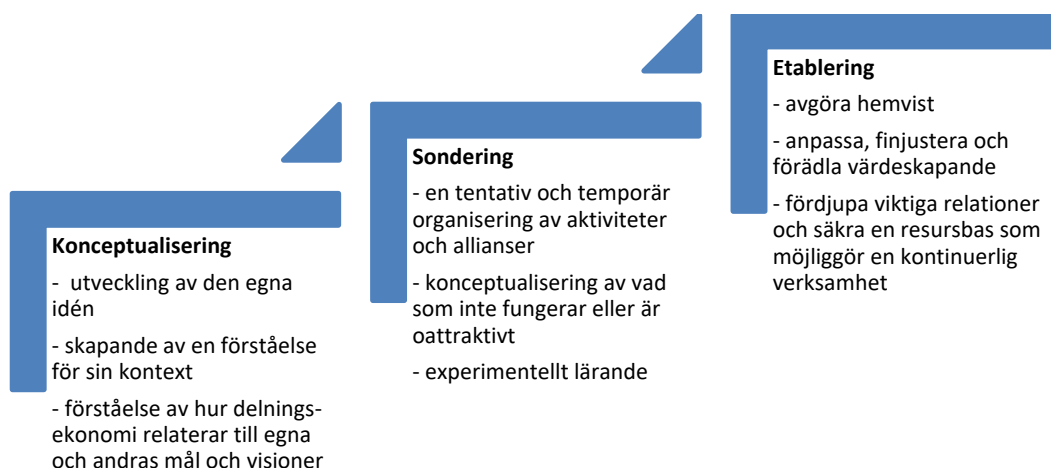 Konceptualisering
- utveckling av den egna
idén
- skapande av en förståelse
för sin kontext
- förståelse av hur delnings-
ekonomi relaterar till egna
och andras mål och visioner
Sondering
- en tentativ och temporär
organisering av aktiviteter
och allianser
- konceptualisering av vad
som inte fungerar eller är
oattraktivt
- experimentellt lärande
Etablering
- avgöra hemvist
- anpassa, finjustera och
förädla värdeskapande
- fördjupa viktiga relationer
och säkra en resursbas som
möjliggör en kontinuerlig
verksamhet